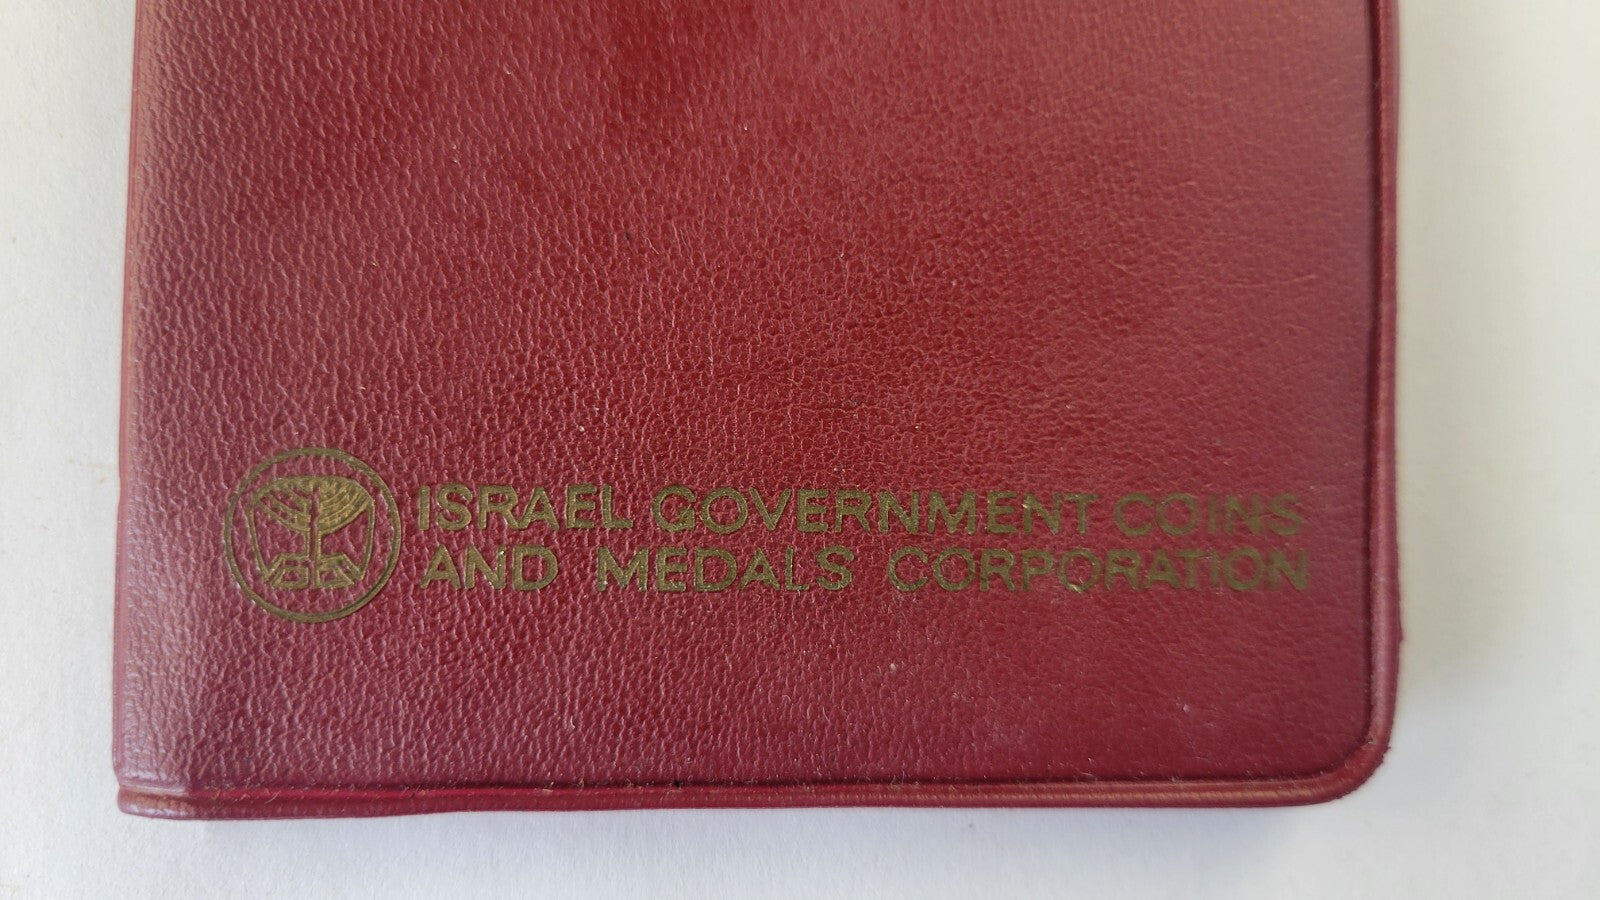 ISRAEL GOVERNMENT COINS
AND MEDALS CORPORATION